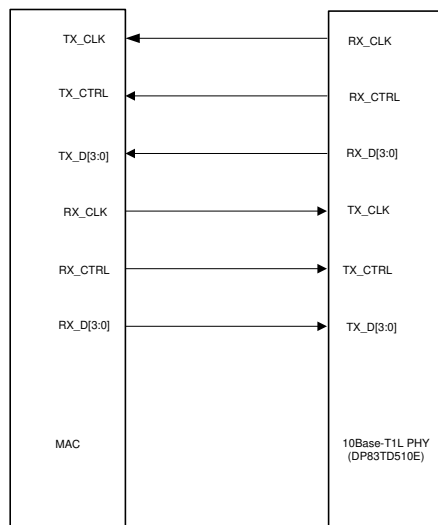 TX_CLK RX_CLK
TX_CTRL RX_CTRL
TX_D[3:0] RX_D[3:0]
RX_CLK TX_CLK
RX_CTRL TX_CTRL
RX_D[3:0] TX_D[3:0]
MAC 10Base-T1L PHY
(DP83TD510E)